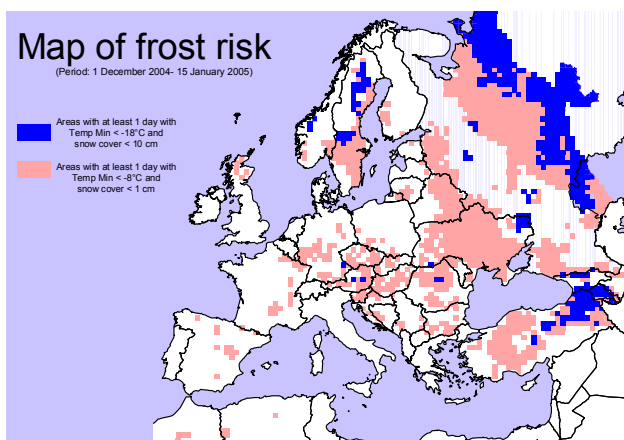 Map of frost risk
(Period: 1 December 2004- 15 January 2005)
Areas with at least 1 day with
Temp Min < -18°C and
snow cover < 10 cm
Areas with at least 1 day with
Temp Min < -8°C and
snow cover < 1 cm